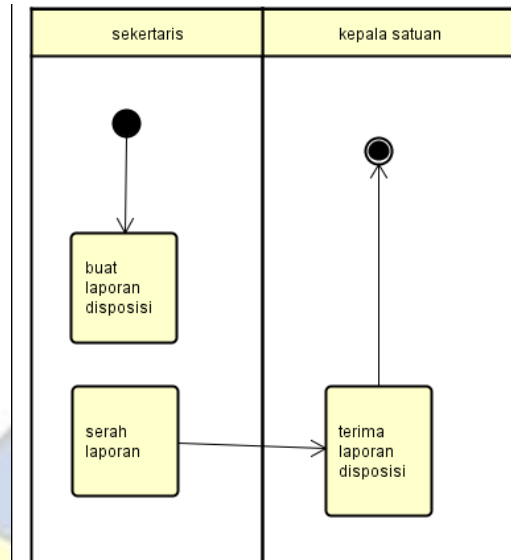 sekertaris
kepala satuan
buat
laporan
disposisi
serah
laporan
terima
laporan
disposisi